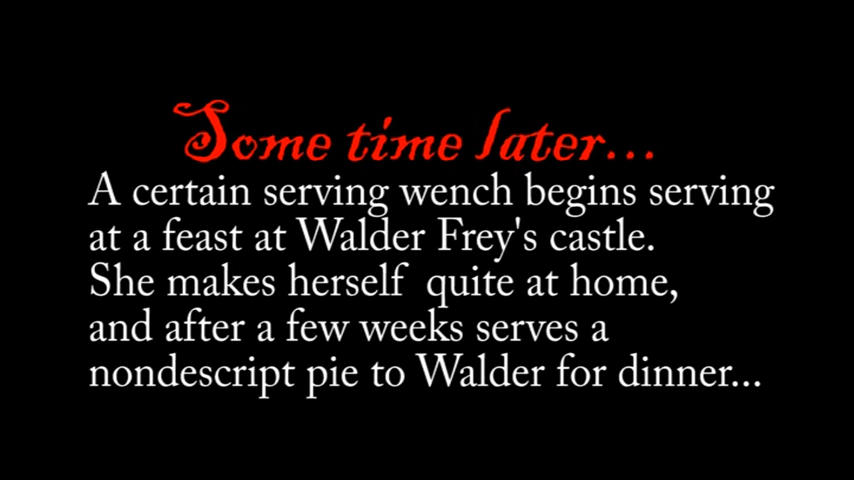 Some time later...
A certain serving wench begins serving
at a feast at Walder Frey's castle.
She makes herself  quite at home,
and after a few weeks serves a
nondescript pie to Walder for dinner...